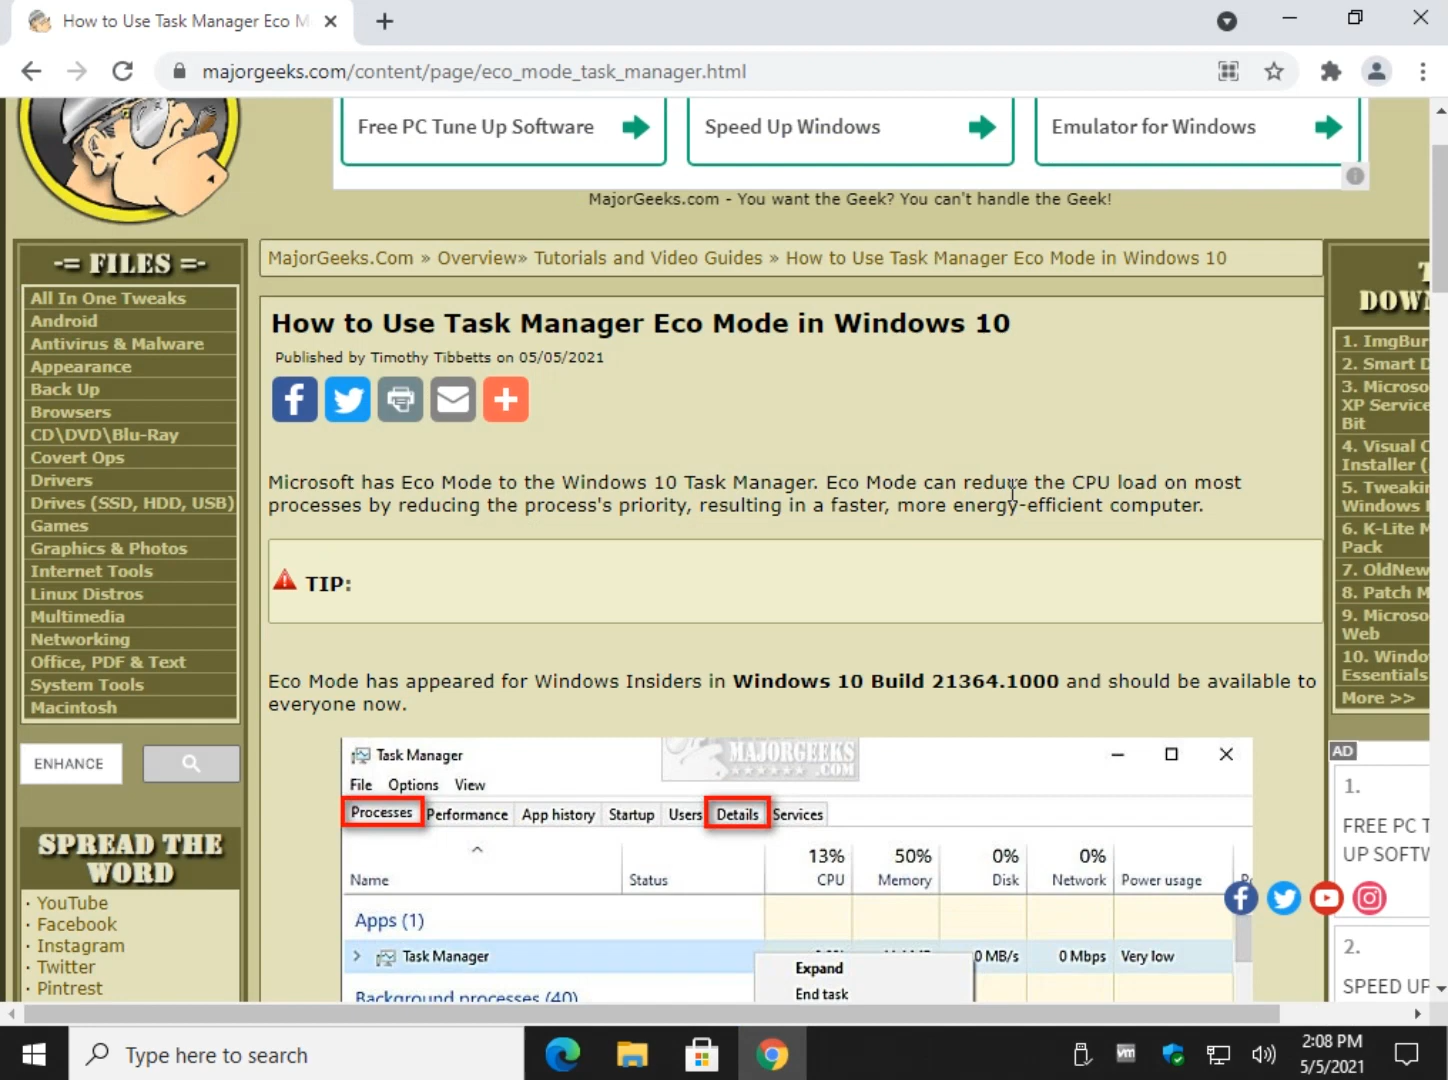 How to Use Task Manager Eco M
majorgeeks.com/content/page/eco_mode_task_manager.html
Free PC Tune Up Software
Speed Up Windows
Emulator for Windows
MajorGeeks.com - You want the Geek? You can't handle the Geek!
-= FILES =-
All In One Tweaks
Android
Antivirus & Malware
Appearance
Back Up
Browsers
CD\DVD\Blu-Ray
Covert Ops
Drivers
Drives (SSD, HDD, USB)
Games
Graphics & Photos
Internet Tools
Linux Distros
Multimedia
Networking
Office, PDF & Text
System Tools
Macintosh
ENHANCE
SPREAD THE
WORD
· YouTube
· Facebook
· Instagram
· Twitter
· Pintrest
MajorGeeks.Com » Overview» Tutorials and Video Guides » How to Use Task Manager Eco Mode in Windows 10
How to Use Task Manager Eco Mode in Windows 10
Published by Timothy Tibbetts on 05/05/2021
Microsoft has Eco Mode to the Windows 10 Task Manager. Eco Mode can reduce the CPU load on most
processes by reducing the process's priority, resulting in a faster, more energy-efficient computer.
TIP:
Eco Mode has appeared for Windows Insiders in Windows 10 Build 21364.1000 and should be available to
everyone now.
Task Manager
MAJORGEEKS
.COM
File Options View
Processes Performance App history Startup Users Details Services
13% 50% 0% 0%
Name Status CPU Memory Disk Network Power usage
Apps (1)
Task Manager 0 MB/s 0 Mbps Very low
Expand
End task
Background processes (40)
DOW
1. ImgBur
2. Smart D
3. Microso
XP Service
Bit
4. Visual C
Installer (
5. Tweakin
Windows
6. K-Lite M
Pack
7. OldNew
8. Patch M
9. Microso
Web
10. Windo
Essentials
More >>
AD
1.
FREE PC T
UP SOFTW
2.
SPEED UP
Type here to search
vm
2:08 PM
5/5/2021